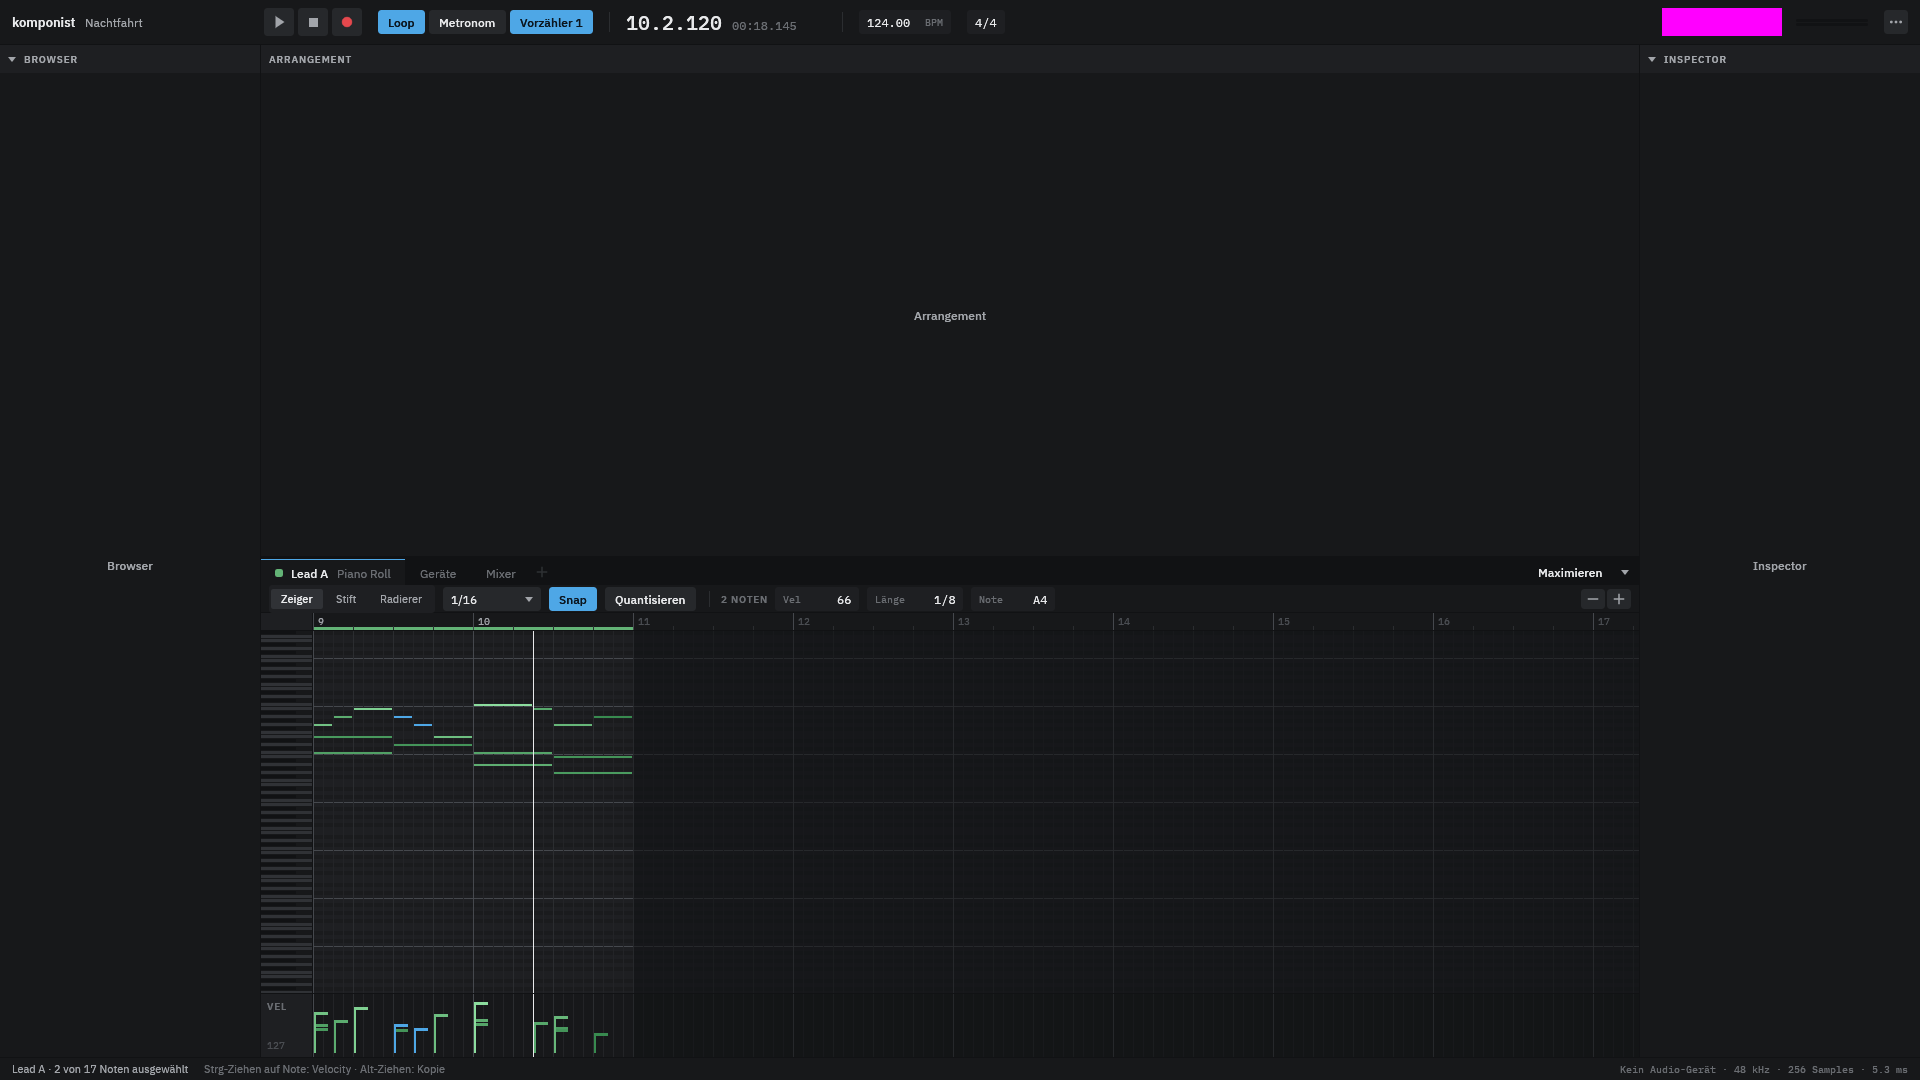 komponist Nachtfahrt Loop Metronom Vorzähler 1 10.2.120 00:18.145 124.00 BPM 4/4
BROWSER ARRANGEMENT INSPECTOR
Arrangement
Browser Inspector
Lead A Piano Roll Geräte Mixer Maximieren
Zeiger Stift Radierer 1/16 Snap Quantisieren 2 NOTEN Vel 66 Länge 1/8 Note A4
9 10 11 12 13 14 15 16 17
VEL
127
Lead A · 2 von 17 Noten ausgewählt Strg-Ziehen auf Note: Velocity · Alt-Ziehen: Kopie Kein Audio-Gerät · 48 kHz · 256 Samples · 5.3 ms